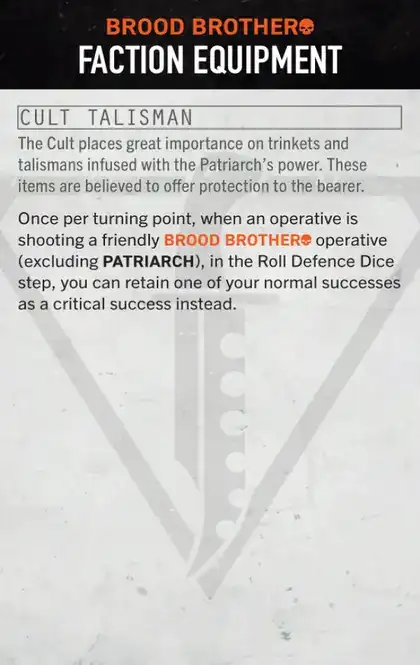 BROOD BROTHER
FACTION EQUIPMENT
CULT TALISMAN
The Cult places great importance on trinkets and
talismans infused with the Patriarch's power. These
items are believed to offer protection to the bearer.
Once per turning point, when an operative is
shooting a friendly BROOD BROTHER operative
(excluding PATRIARCH), in the Roll Defence Dice
step, you can retain one of your normal successes
as a critical success instead.